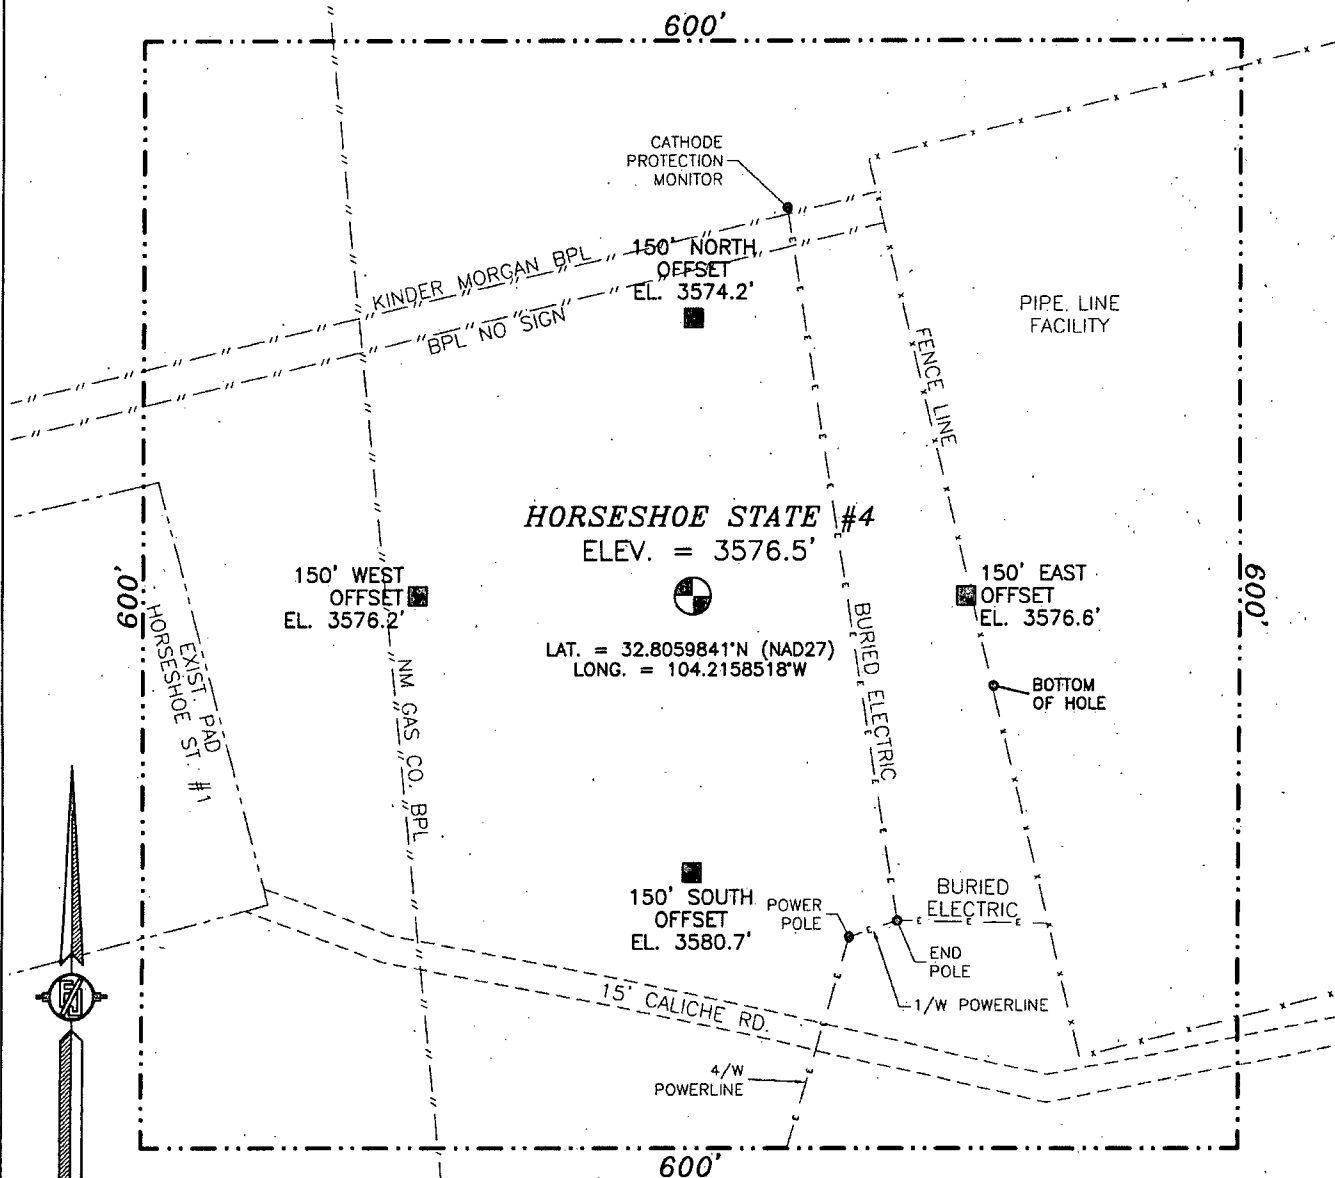 600'
CATHODE
PROTECTION
MONITOR
150' NORTH
OFFSET
EL. 3574.2'
KINDER MORGAN BPL
BPL NO SIGN
PIPE LINE
FACILITY
FENCE LINE
HORSESHOE STATE #4
ELEV. = 3576.5'
150' WEST
OFFSET
EL. 3576.2'
150' EAST
OFFSET
EL. 3576.6'
600'
600'
LAT. = 32.8059841°N (NAD27)
LONG. = 104.2158518°W
BURIED ELECTRIC
EXIST. PAD
HORSESHOE ST. #1
NM GAS CO. BPL
BOTTOM
OF HOLE
150' SOUTH
OFFSET
EL. 3580.7'
POWER
POLE
BURIED
ELECTRIC
END
POLE
1/W POWERLINE
15' CALICHE RD.
4/W
POWERLINE
600'